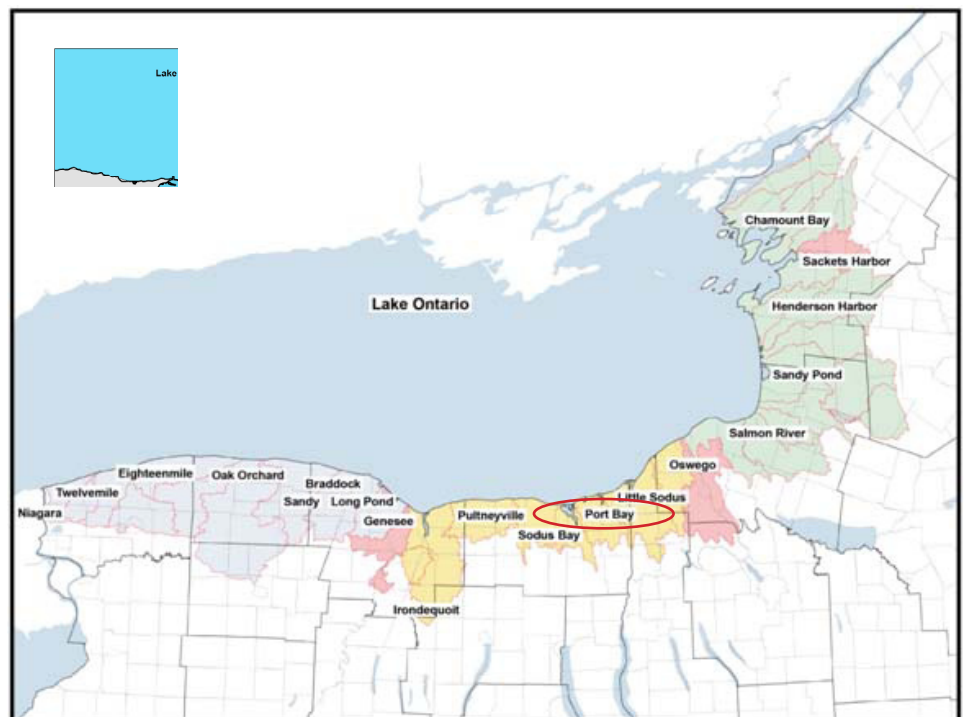 Lake
Chamount Bay
Sackets Harbor
Lake Ontario
Henderson Harbor
Sandy Pond
Salmon River
Oswego
Eighteenmile
Oak Orchard
Braddock
Twelvemile
Sandy
Long Pond
Little Sodus
Niagara
Genesee
Pultneyville
Port Bay
Sodus Bay
Irondequoit